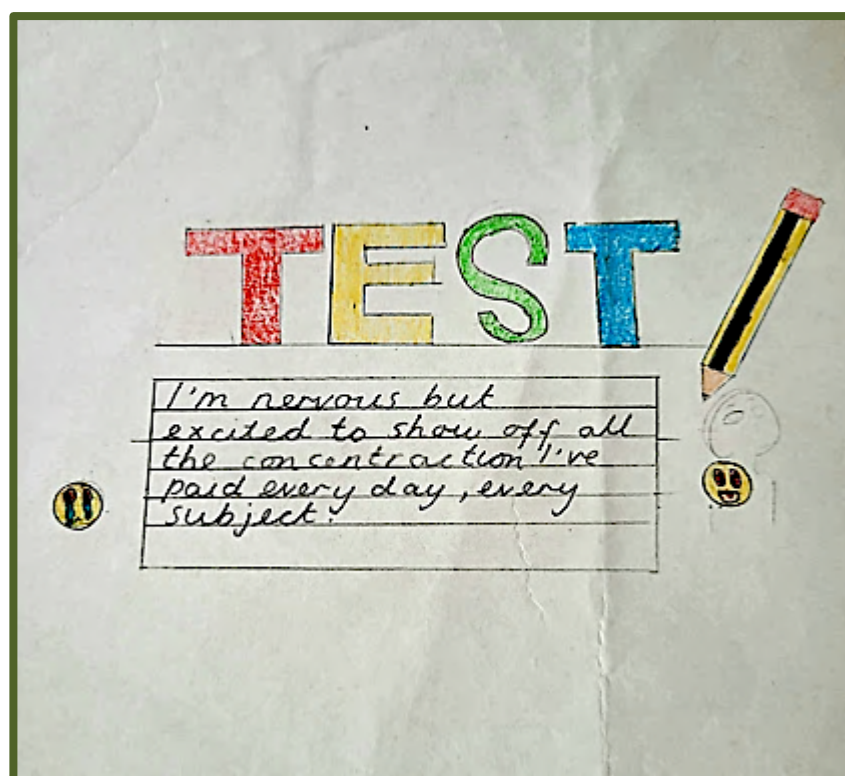 TEST
I'm nervous but
excited to show off all
the concentraction I've
paid every day, every
subject.